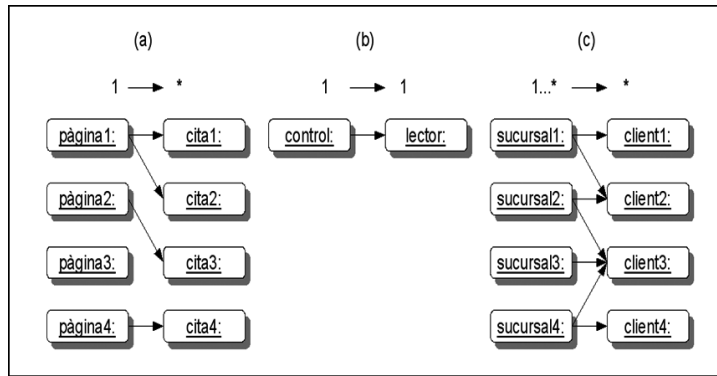 (a) (b) (c)
1 * 1 1 1...* *
pàgina1: cita1: control: lector: sucursal1: client1:
pàgina2: cita2: sucursal2: client2:
pàgina3: cita3: sucursal3: client3:
pàgina4: cita4: sucursal4: client4: